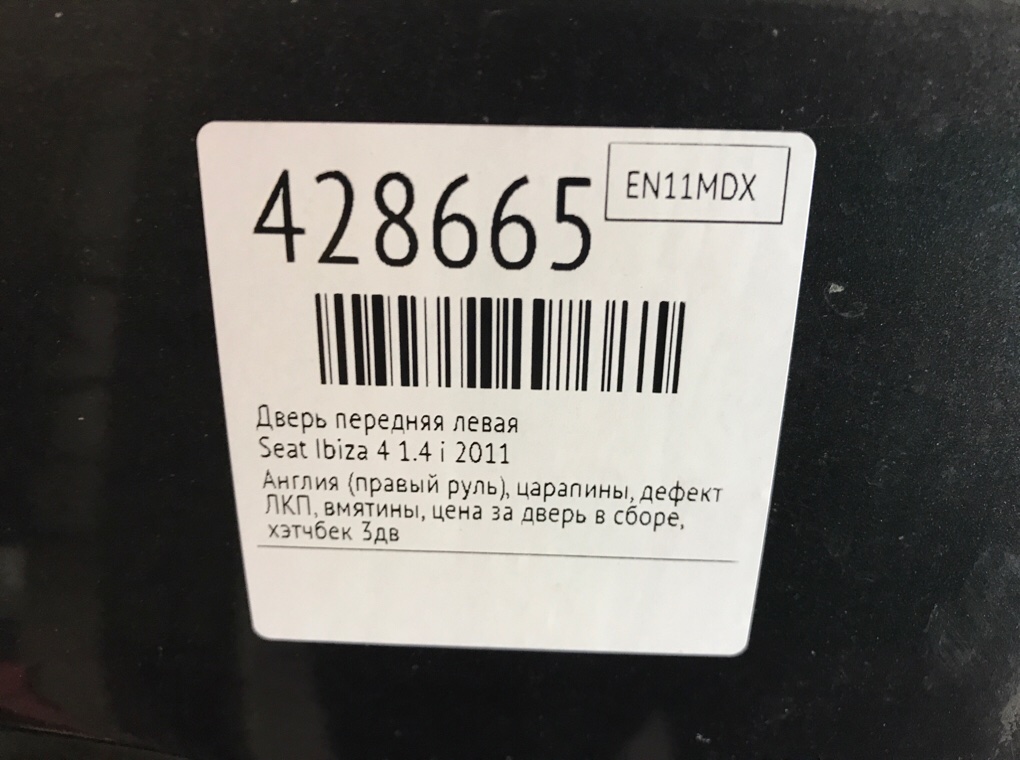 428665
EN11MDX
Дверь передняя левая
Seat Ibiza 4 1.4 i 2011
Англия (правый руль), царапины, дефект
ЛКП, вмятины, цена за дверь в сборе,
хэтчбек 3дв